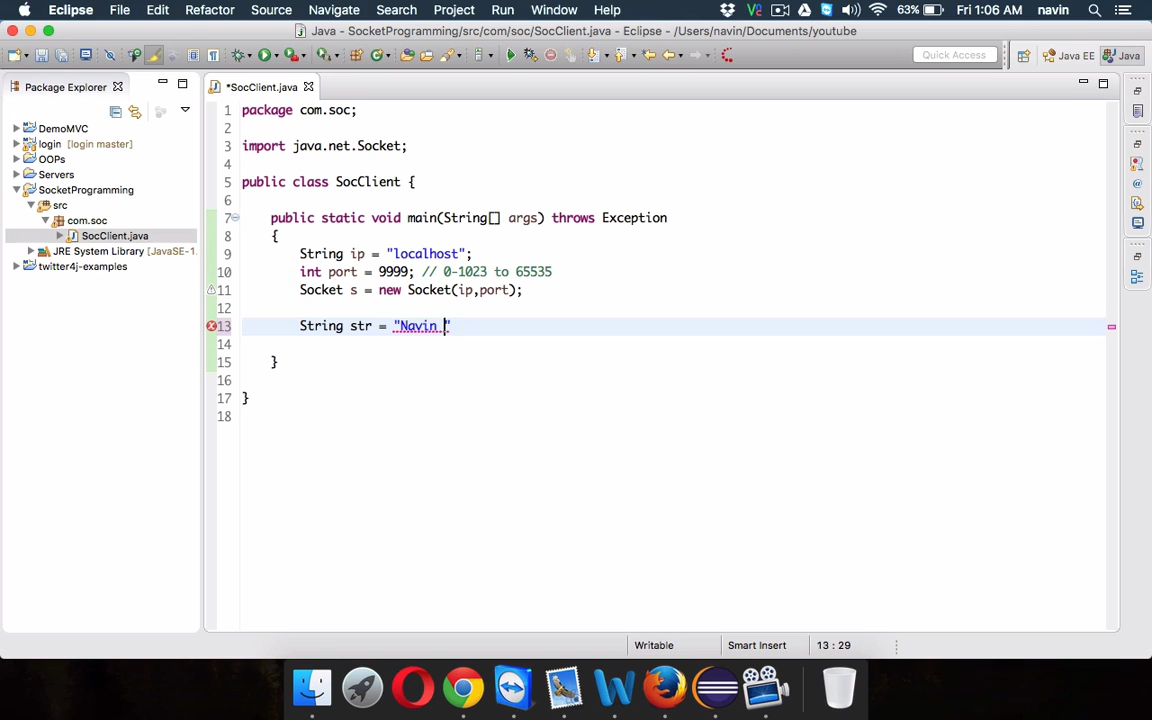 Eclipse File Edit Refactor Source Navigate Search Project Run Window Help 63% Fri 1:06 AM navin
Java - SocketProgramming/src/com/soc/SocClient.java - Eclipse - /Users/navin/Documents/youtube
Quick Access Java EE Java
Package Explorer
DemoMVC
login [login master]
OOPs
Servers
SocketProgramming
src
com.soc
SocClient.java
JRE System Library [JavaSE-1.
twitter4j-examples
*SocClient.java
1 package com.soc;
2
3 import java.net.Socket;
4
5 public class SocClient {
6
7 public static void main(String[] args) throws Exception
8 {
9 String ip = "localhost";
10 int port = 9999; // 0-1023 to 65535
11 Socket s = new Socket(ip,port);
12
13 String str = "Navin "
14
15 }
16
17 }
18
Writable Smart Insert 13 : 29